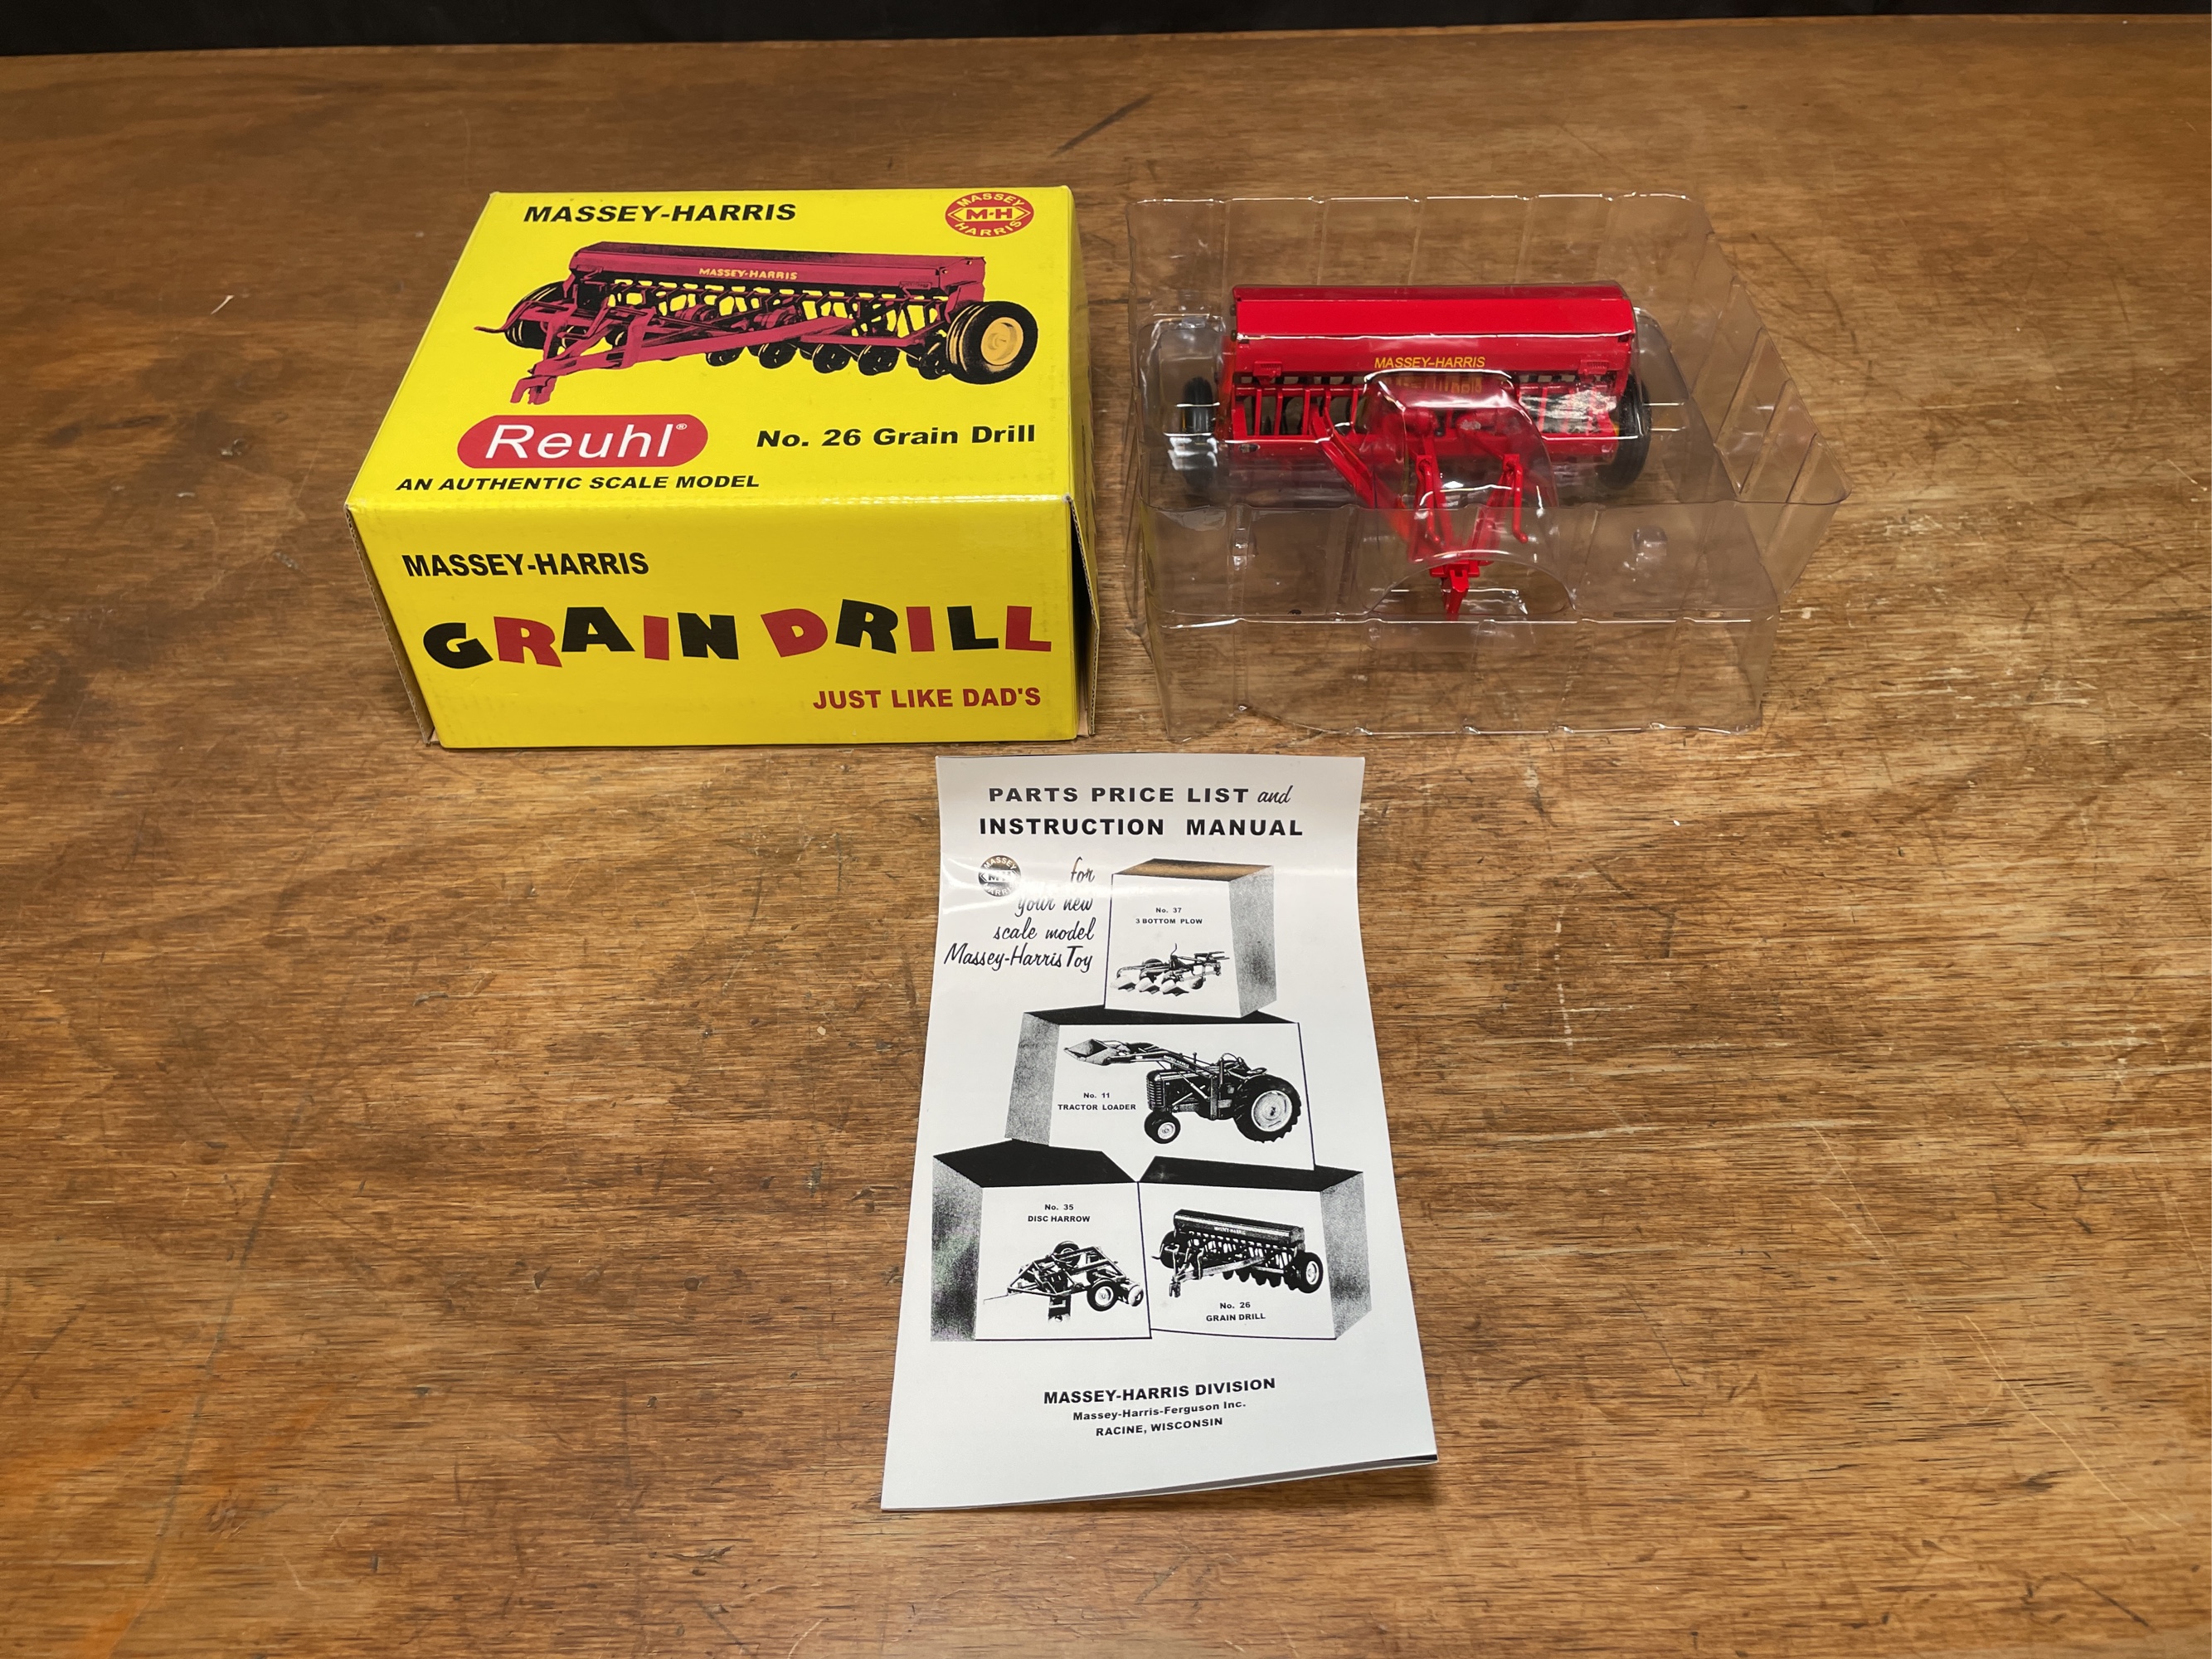 MASSEY-HARRIS
MASSEY
M-H
HARRIS
MASSEY-HARRIS
Reuhl®
No. 26 Grain Drill
AN AUTHENTIC SCALE MODEL
MASSEY-HARRIS
GRAIN DRILL
JUST LIKE DAD'S
MASSEY-HARRIS
PARTS PRICE LIST and
INSTRUCTION MANUAL
MASSEY
for
your new
scale model
Massey-Harris Toy
No. 37
3 BOTTOM PLOW
No. 11
TRACTOR LOADER
No. 35
DISC HARROW
No. 26
GRAIN DRILL
MASSEY-HARRIS DIVISION
Massey-Harris-Ferguson Inc.
RACINE, WISCONSIN